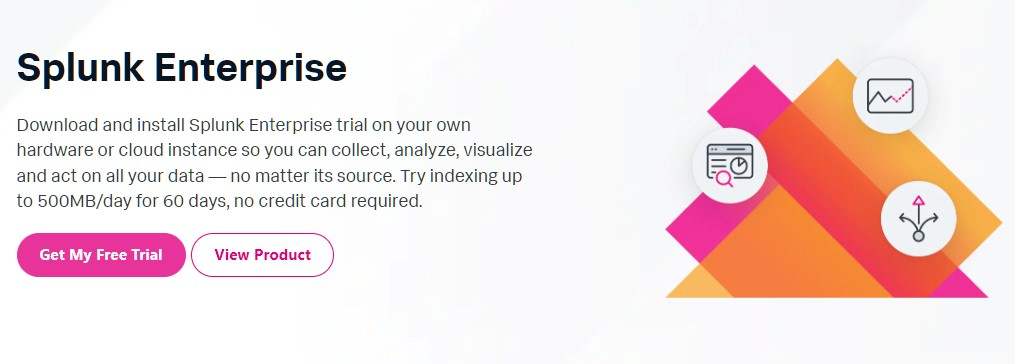 Splunk Enterprise
Download and install Splunk Enterprise trial on your own
hardware or cloud instance so you can collect, analyze, visualize
and act on all your data — no matter its source. Try indexing up
to 500MB/day for 60 days, no credit card required.
Get My Free Trial
View Product